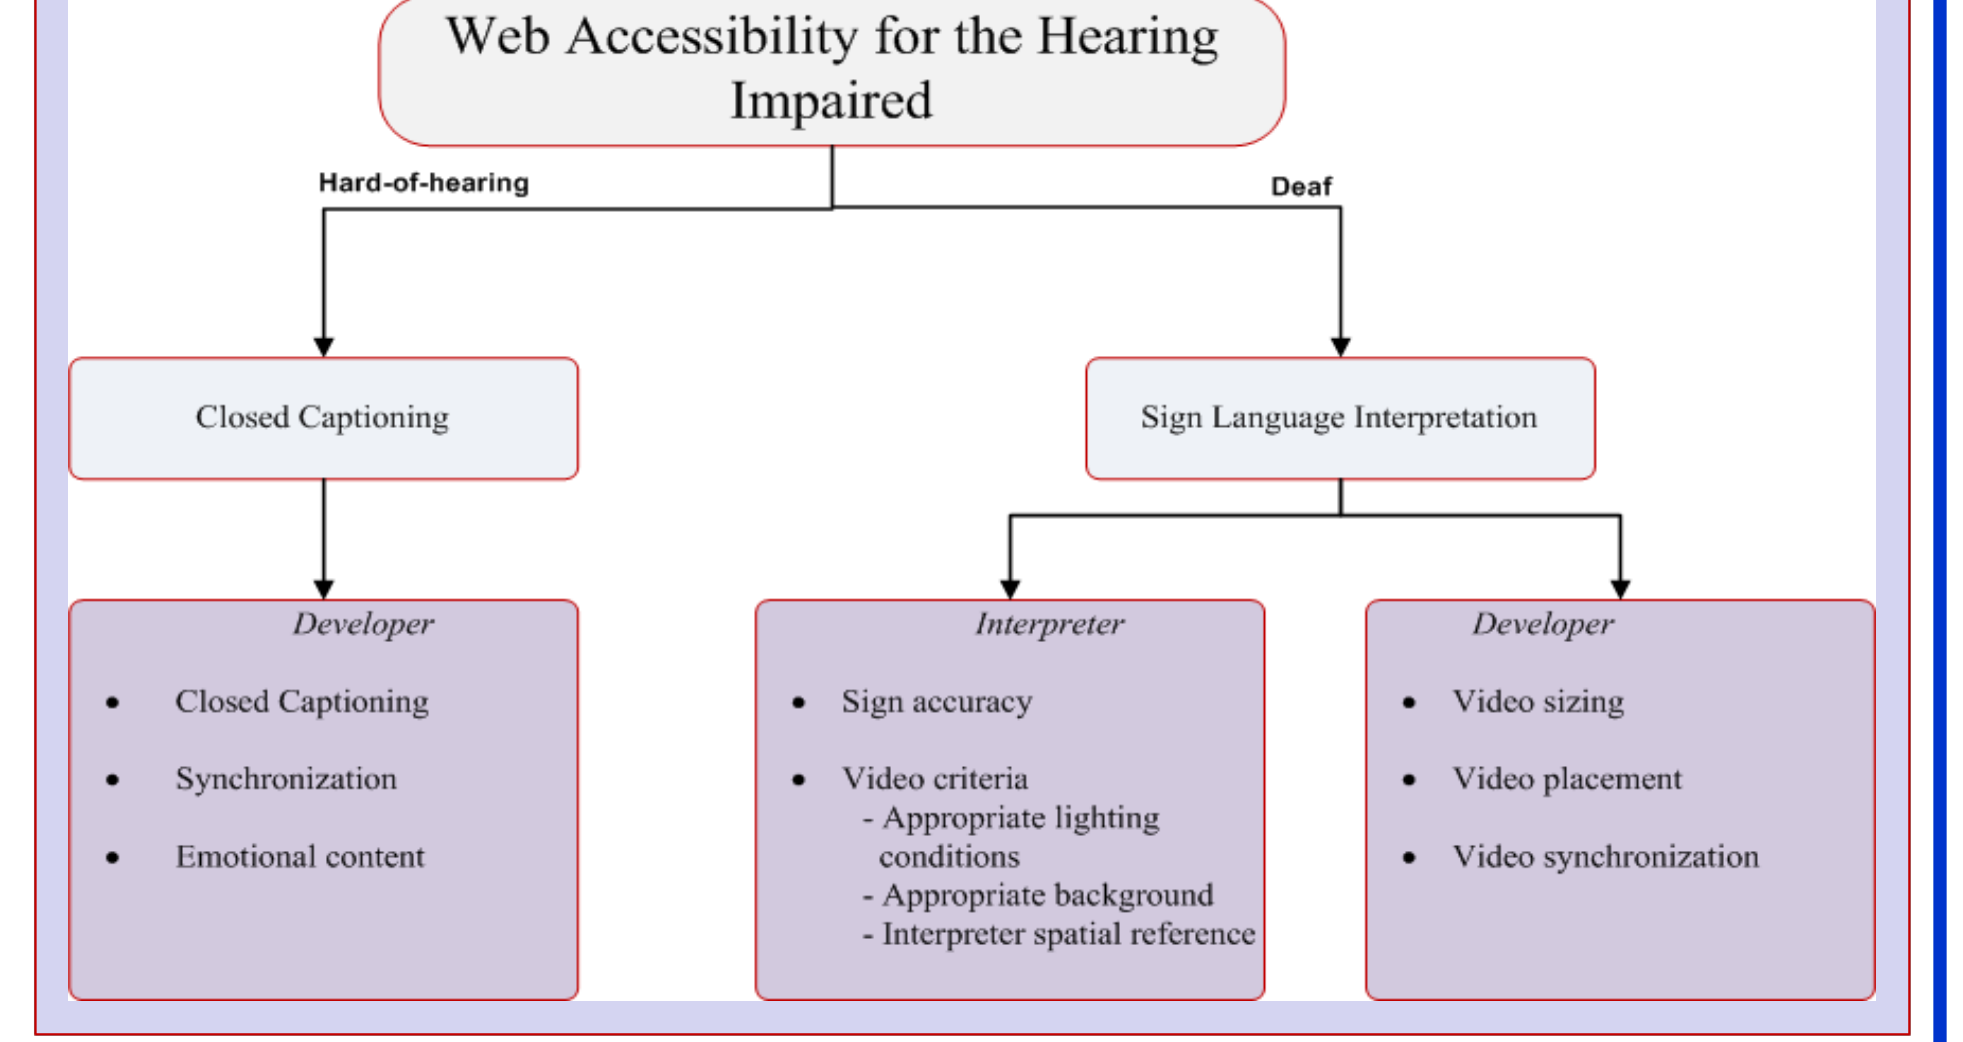 Web Accessibility for the Hearing
Impaired
Hard-of-hearing
Deaf
Closed Captioning
Sign Language Interpretation
Developer
• Closed Captioning
• Synchronization
• Emotional content
Interpreter
• Sign accuracy
• Video criteria
- Appropriate lighting
conditions
- Appropriate background
- Interpreter spatial reference
Developer
• Video sizing
• Video placement
• Video synchronization